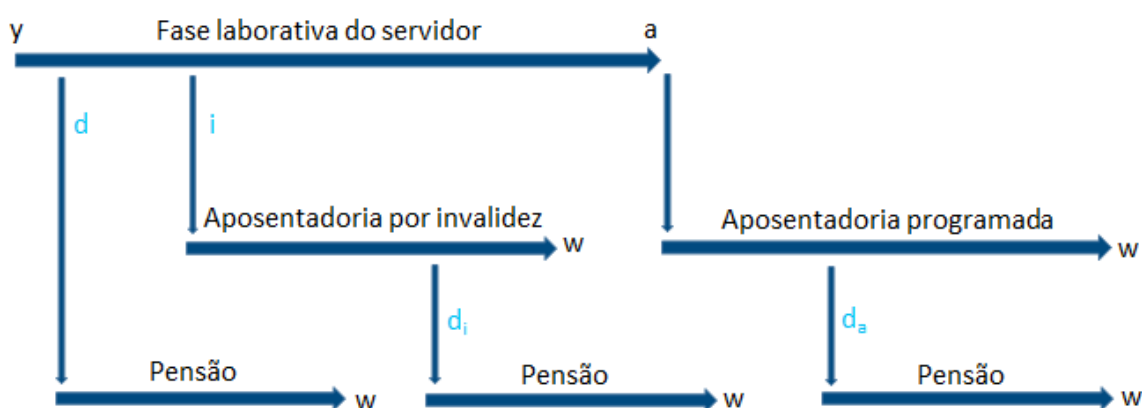 y Fase laborativa do servidor a
d i
Aposentadoria por invalidez w Aposentadoria programada w
dᵢ dₐ
Pensão w Pensão w Pensão w